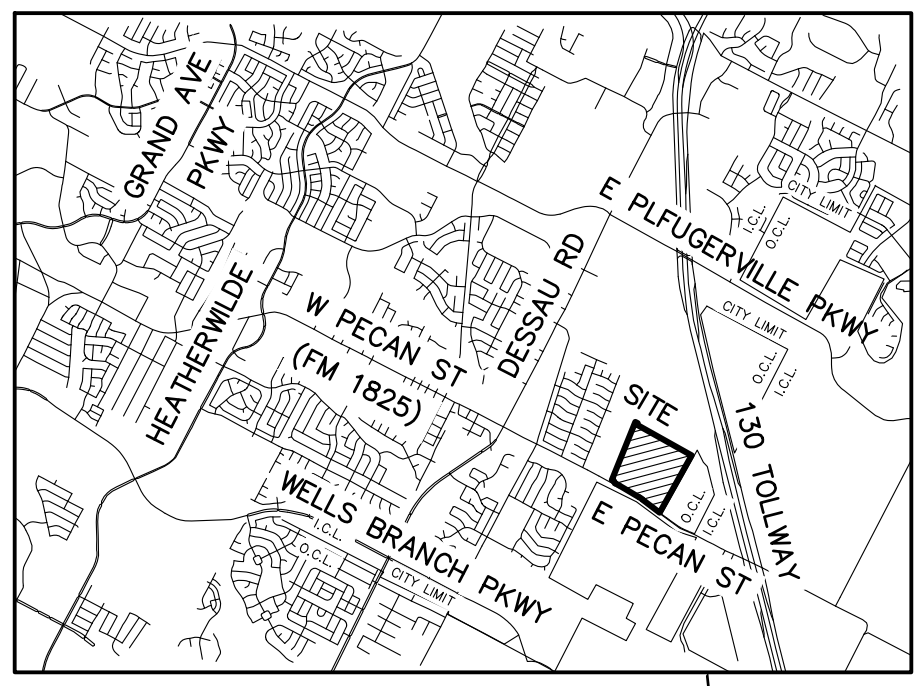 GRAND AVE
PKWY
E PLFUGERVILLE PKWY
CITY LIMIT
I.C.L.
O.C.L.
HEATHERWILDE
W PECAN ST
(FM 1825)
DESSAU RD
CITY LIMIT
O.C.L.
I.C.L.
SITE
130 TOLLWAY
O.C.L.
I.C.L.
E PECAN ST
WELLS BRANCH PKWY
I.C.L.
O.C.L.
CITY LIMIT